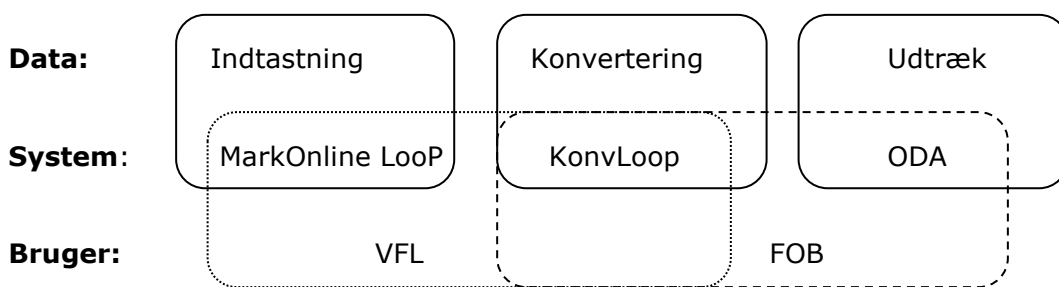 Data: Indtastning Konvertering Udtræk
System: MarkOnline LooP KonvLoop ODA
Bruger: VFL FOB